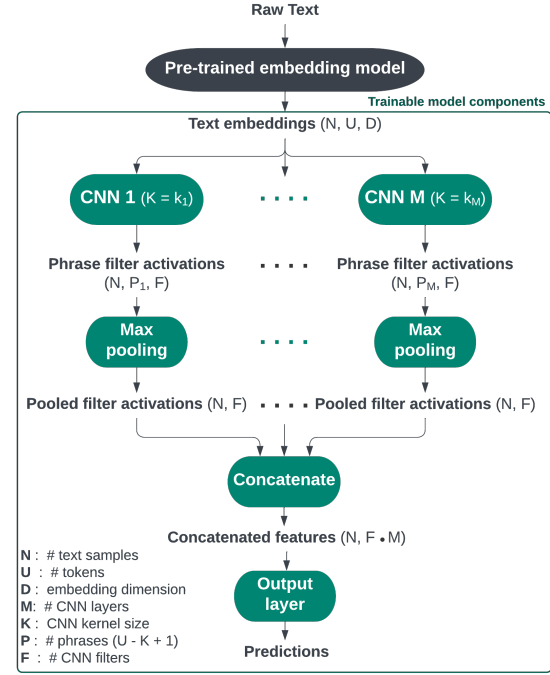 Raw Text
Pre-trained embedding model
Trainable model components
Text embeddings (N, U, D)
CNN 1 (K = k₁)
CNN M (K = kM)
Phrase filter activations
(N, P₁, F)
Phrase filter activations
(N, PM, F)
Max
pooling
Max
pooling
Pooled filter activations (N, F)
Pooled filter activations (N, F)
Concatenate
Concatenated features (N, F • M)
N : # text samples
U : # tokens
D : embedding dimension
M: # CNN layers
K : CNN kernel size
P : # phrases (U - K + 1)
F : # CNN filters
Output
layer
Predictions